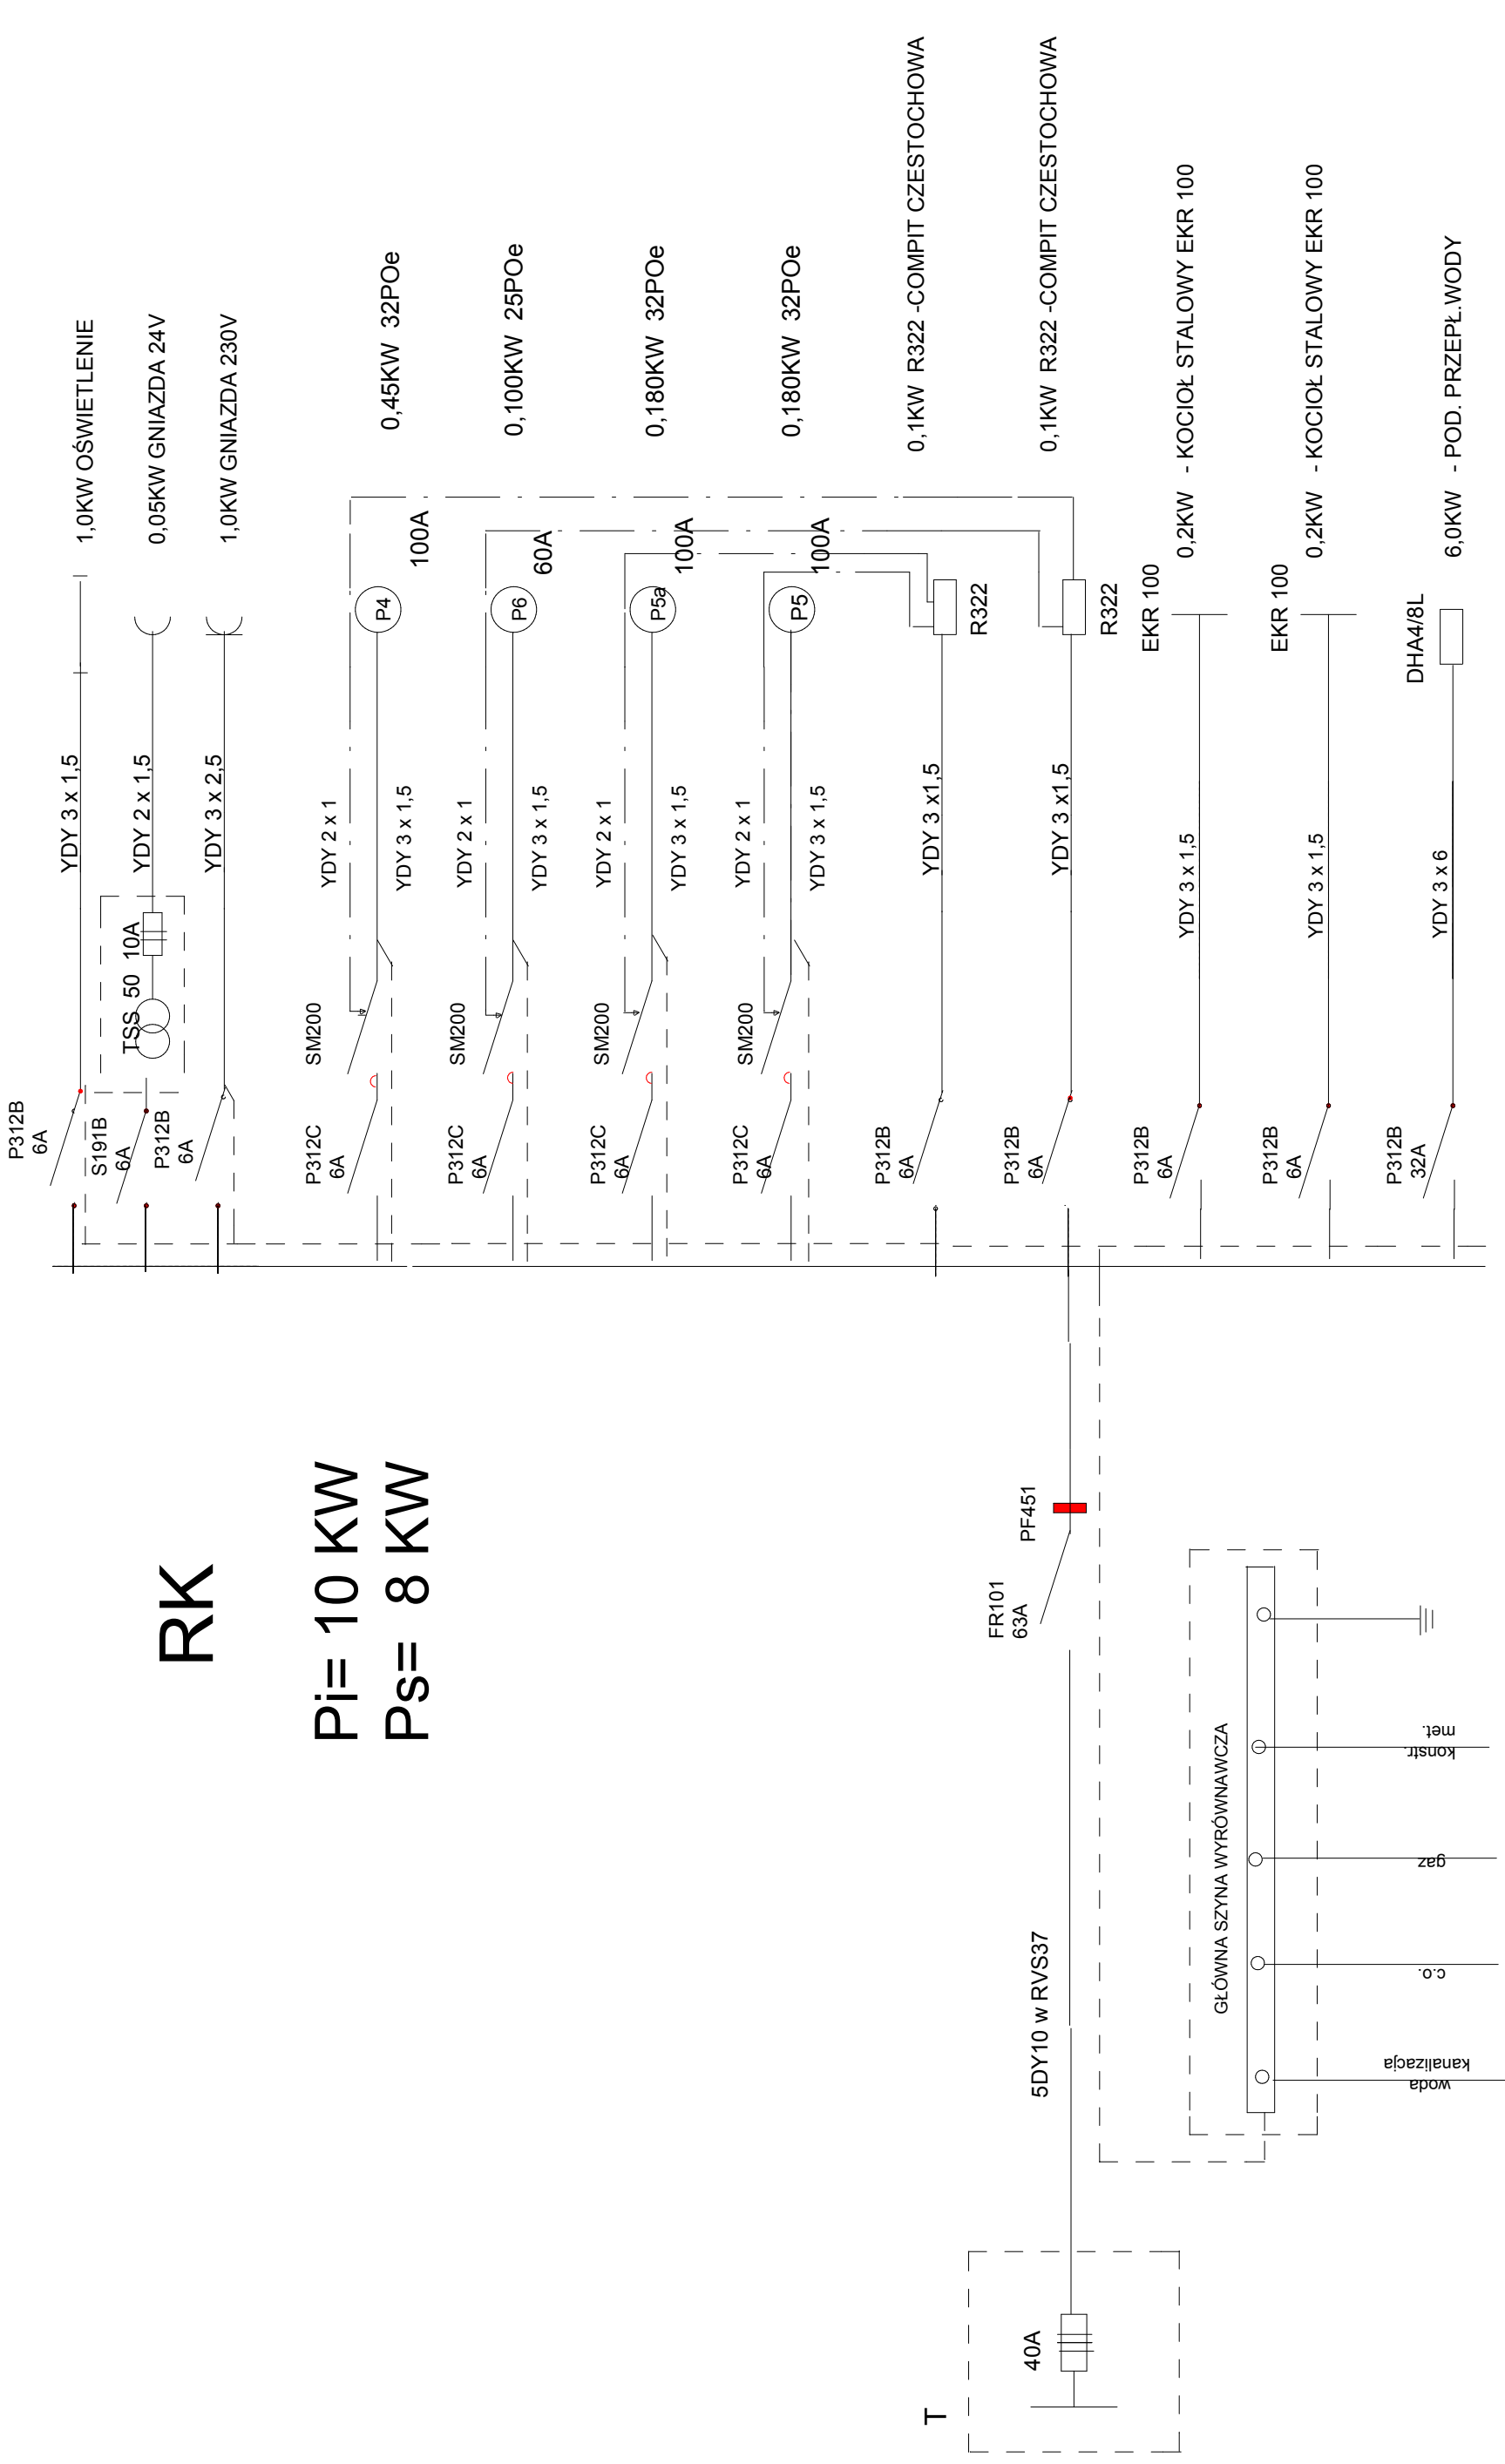 1,0KW OŚWIETLENIE
0,05KW GNIAZDA 24V
1,0KW GNIAZDA 230V
0,45KW 32POe
0,100KW 25POe
0,180KW 32POe
0,180KW 32POe
0,1KW R322 -COMPIT CZESTOCHOWA
0,1KW R322 -COMPIT CZESTOCHOWA
0,2KW - KOCIOŁ STALOWY EKR 100
0,2KW - KOCIOŁ STALOWY EKR 100
6,0KW - POD. PRZEPŁ.WODY
100A
60A
100A
100A
P4
P6
P5a
P5
R322
R322
EKR 100
EKR 100
DHA4/8L
YDY 3 x 1,5
YDY 2 x 1,5
YDY 3 x 2,5
YDY 2 x 1
YDY 3 x 1,5
YDY 2 x 1
YDY 3 x 1,5
YDY 2 x 1
YDY 3 x 1,5
YDY 2 x 1
YDY 3 x 1,5
YDY 3 x1,5
YDY 3 x1,5
YDY 3 x 1,5
YDY 3 x 1,5
YDY 3 x 6
TSS 50 10A
SM200
SM200
SM200
SM200
P312B
6A
S191B
6A
P312B
6A
P312C
6A
P312C
6A
P312C
6A
P312C
6A
P312B
6A
P312B
6A
P312B
6A
P312B
6A
P312B
32A
RK
Pi= 10 KW
Ps= 8 KW
PF451
FR101
63A
5DY10 w RVS37
GŁÓWNA SZYNA WYRÓWNAWCZA
konstr.
met.
gaz
c.o.
woda
kanalizacja
40A
T